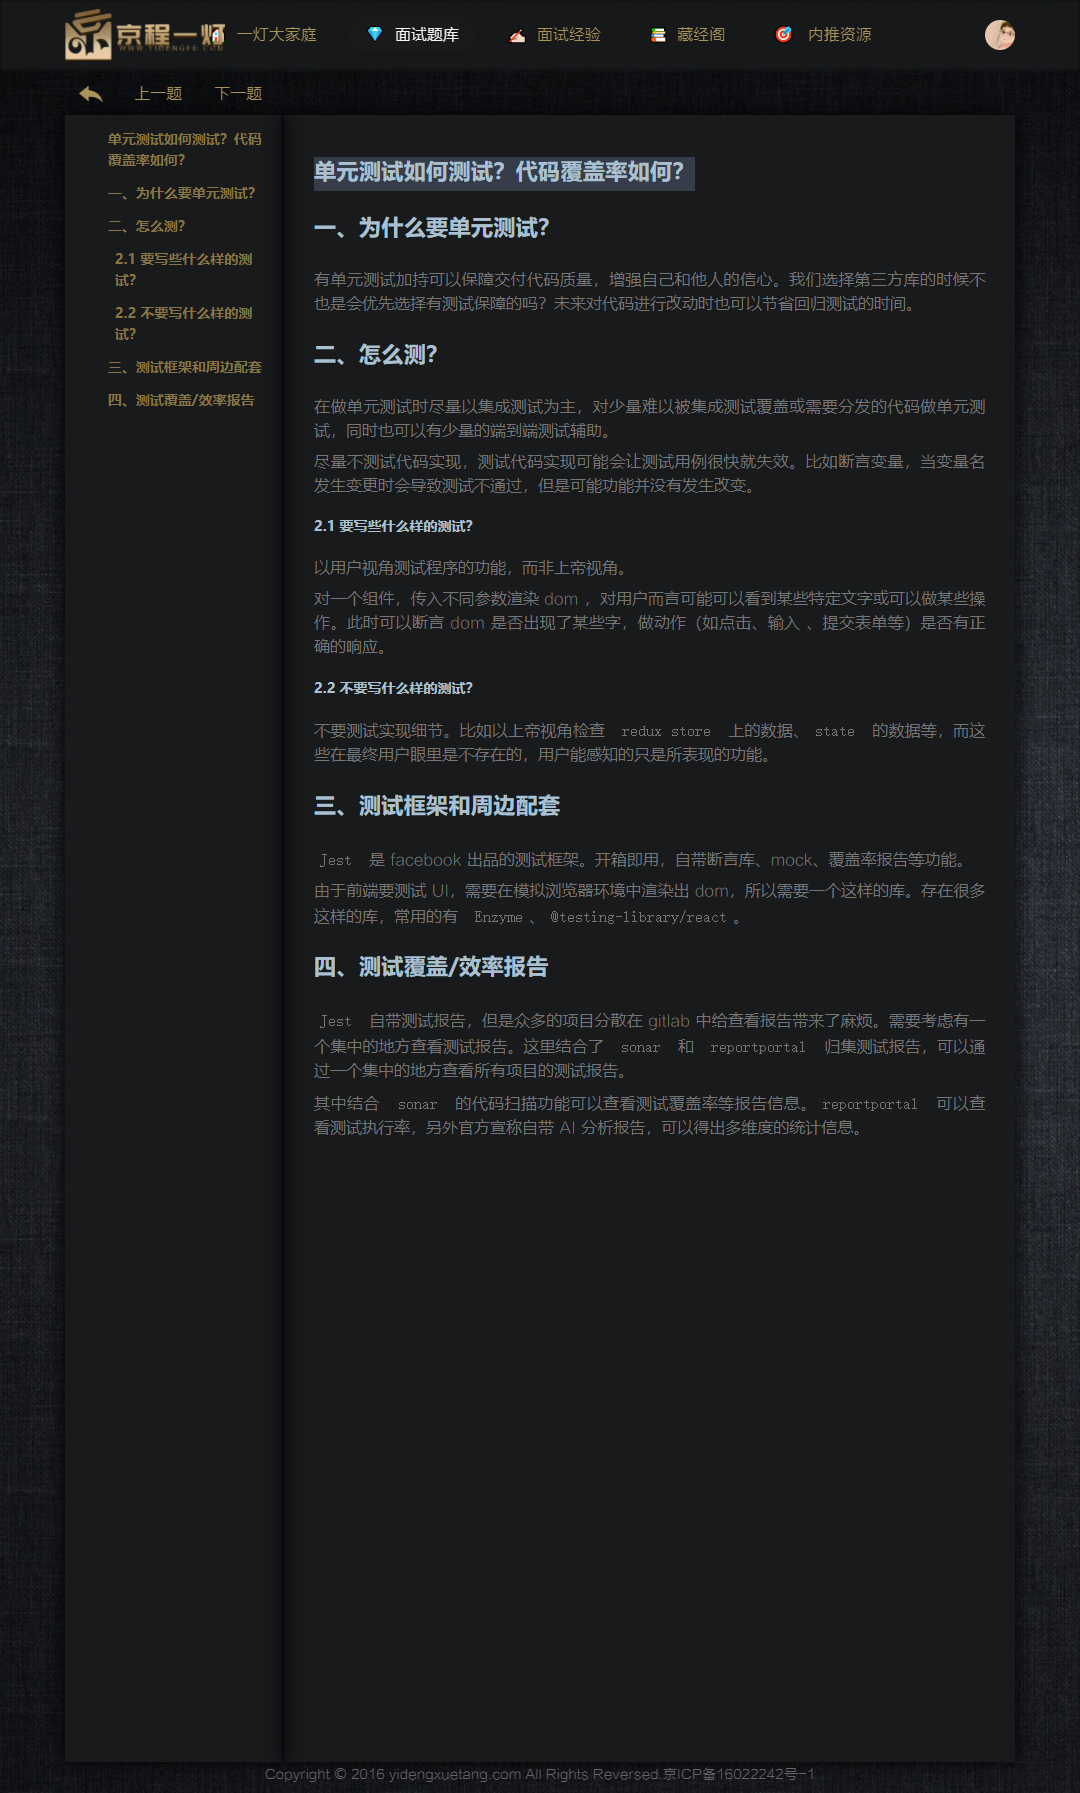 京程一灯
WWW.YIDENGFE.COM
一灯大家庭
面试题库
面试经验
藏经阁
内推资源
上一题
下一题
单元测试如何测试？代码
覆盖率如何？
一、为什么要单元测试？
二、怎么测？
2.1 要写些什么样的测
试？
2.2 不要写什么样的测
试？
三、测试框架和周边配套
四、测试覆盖/效率报告
单元测试如何测试？代码覆盖率如何？
一、为什么要单元测试？
有单元测试加持可以保障交付代码质量，增强自己和他人的信心。我们选择第三方库的时候不
也是会优先选择有测试保障的吗？未来对代码进行改动时也可以节省回归测试的时间。
二、怎么测？
在做单元测试时尽量以集成测试为主，对少量难以被集成测试覆盖或需要分发的代码做单元测
试，同时也可以有少量的端到端测试辅助。
尽量不测试代码实现，测试代码实现可能会让测试用例很快就失效。比如断言变量，当变量名
发生变更时会导致测试不通过，但是可能功能并没有发生改变。
2.1 要写些什么样的测试？
以用户视角测试程序的功能，而非上帝视角。
对一个组件，传入不同参数渲染 dom ，对用户而言可能可以看到某些特定文字或可以做某些操
作。此时可以断言 dom 是否出现了某些字，做动作（如点击、输入 、提交表单等）是否有正
确的响应。
2.2 不要写什么样的测试？
不要测试实现细节。比如以上帝视角检查 redux store 上的数据、 state 的数据等，而这
些在最终用户眼里是不存在的，用户能感知的只是所表现的功能。
三、测试框架和周边配套
Jest 是 facebook 出品的测试框架。开箱即用，自带断言库、mock、覆盖率报告等功能。
由于前端要测试 UI，需要在模拟浏览器环境中渲染出 dom，所以需要一个这样的库。存在很多
这样的库，常用的有 Enzyme 、 @testing-library/react 。
四、测试覆盖/效率报告
Jest 自带测试报告，但是众多的项目分散在 gitlab 中给查看报告带来了麻烦。需要考虑有一
个集中的地方查看测试报告。这里结合了 sonar 和 reportportal 归集测试报告，可以通
过一个集中的地方查看所有项目的测试报告。
其中结合 sonar 的代码扫描功能可以查看测试覆盖率等报告信息。 reportportal 可以查
看测试执行率，另外官方宣称自带 AI 分析报告，可以得出多维度的统计信息。
Copyright © 2016 yidengxuetang.com All Rights Reversed.京ICP备16022242号-1